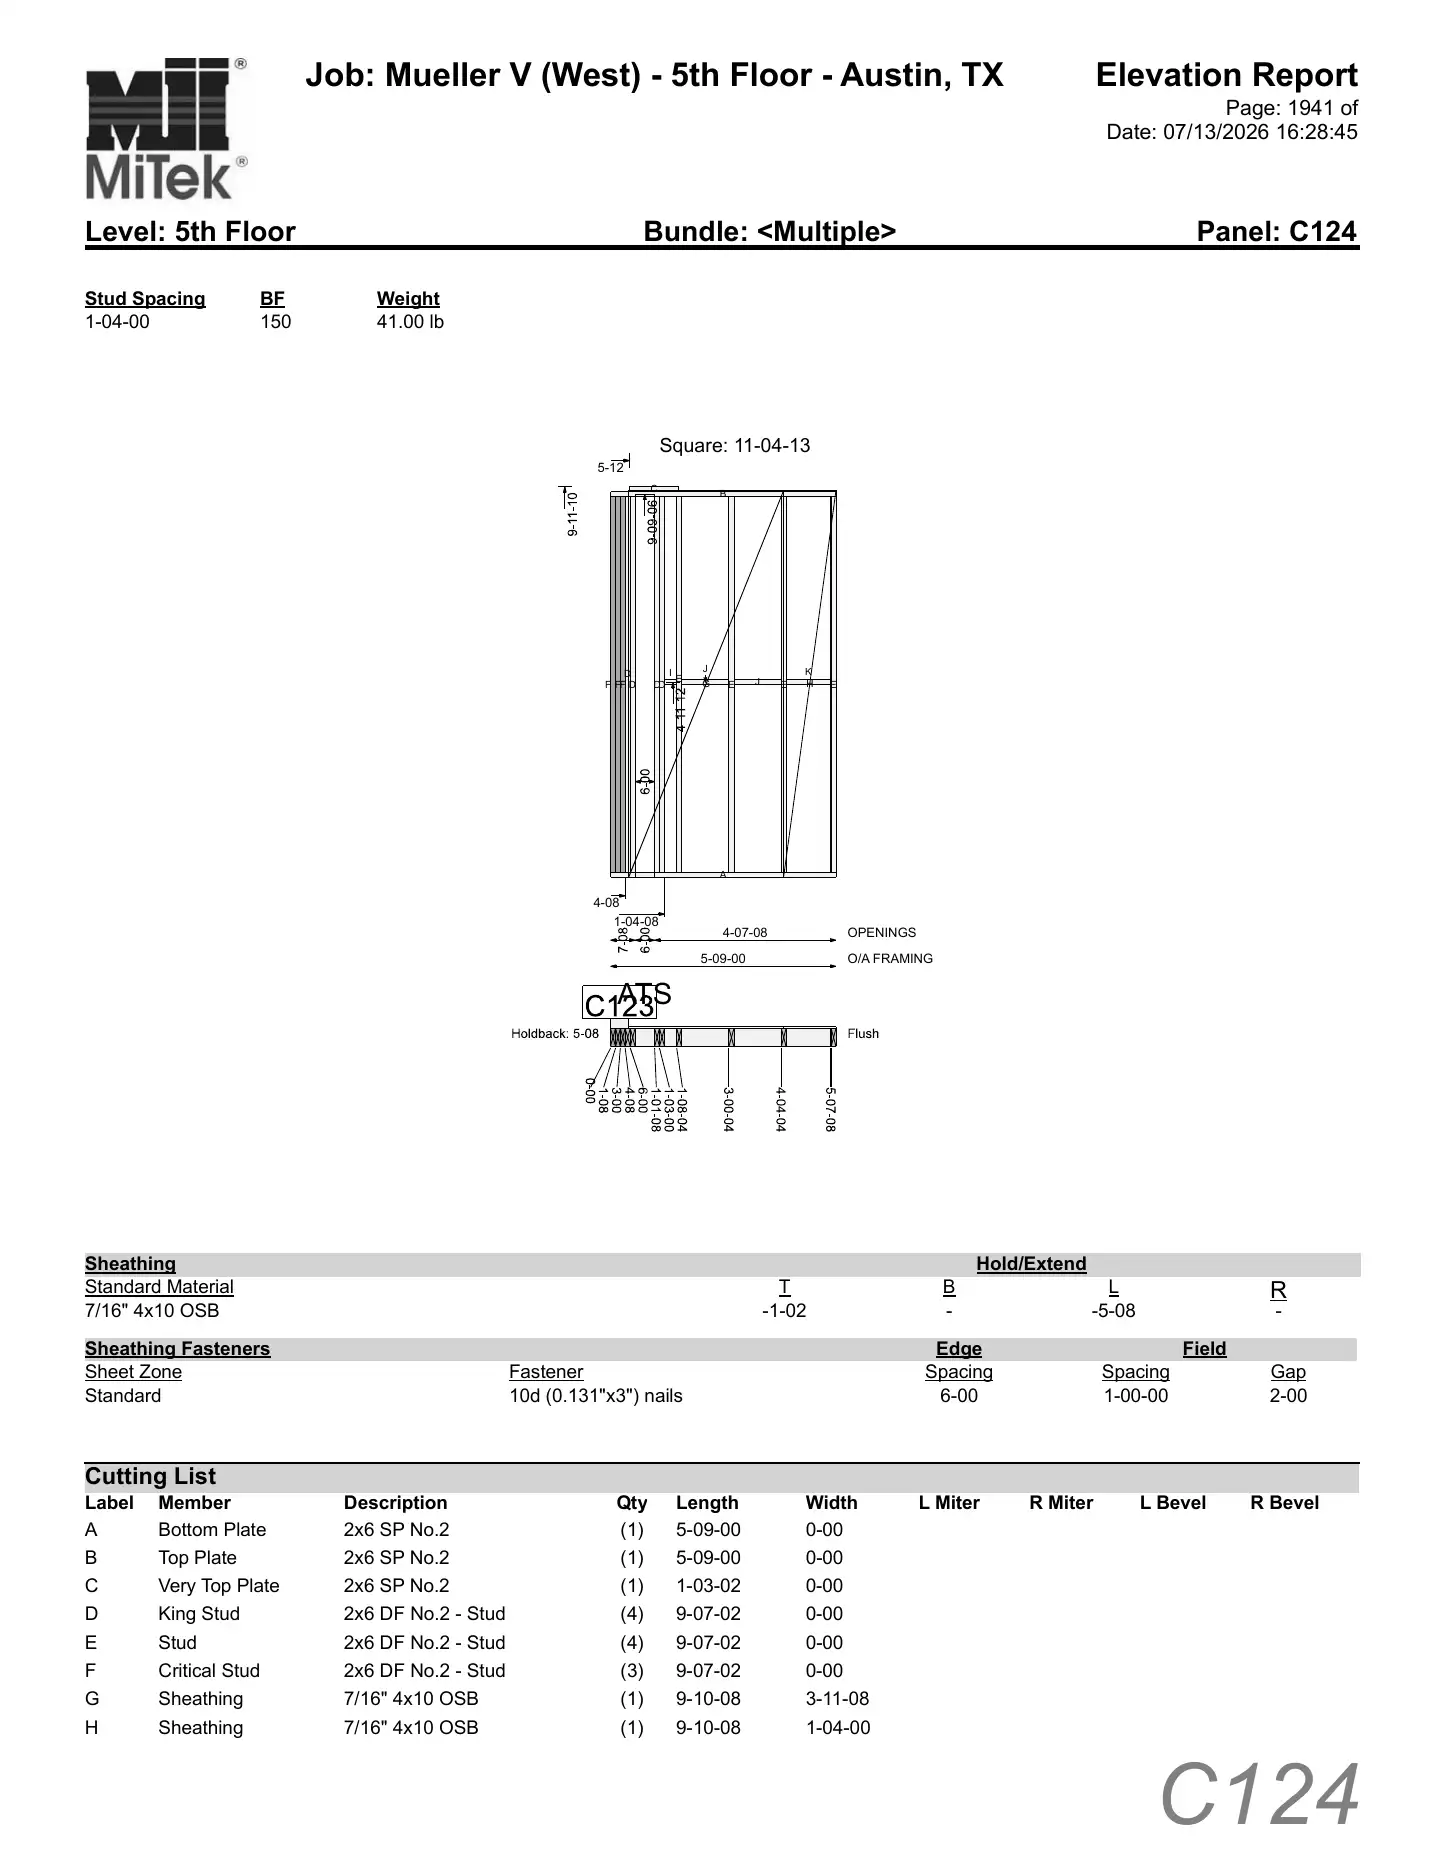 Job: Mueller V (West) - 5th Floor - Austin, TX
Elevation Report
Page: 1941 of
Date: 07/13/2026 16:28:45
MiTek®
Level: 5th Floor Bundle: <Multiple> Panel: C124
Stud Spacing BF Weight
1-04-00 150 41.00 lb
Square: 11-04-13
5-12
9-11-10
9-09-06
B
J
I
K
J
G
H
4-11-12
6-00
A
4-08
1-04-08
7-08
6-00
4-07-08 OPENINGS
5-09-00 O/A FRAMING
ATS
C123
Holdback: 5-08 Flush
0-00
1-08
3-00
4-08
6-00
1-01-08
1-03-00
1-08-04
3-00-04
4-04-04
5-07-08
Sheathing Hold/Extend
Standard Material T B L R
7/16" 4x10 OSB -1-02 - -5-08 -
Sheathing Fasteners Edge Field
Sheet Zone Fastener Spacing Spacing Gap
Standard 10d (0.131"x3") nails 6-00 1-00-00 2-00
Cutting List
Label Member Description Qty Length Width L Miter R Miter L Bevel R Bevel
A Bottom Plate 2x6 SP No.2 (1) 5-09-00 0-00
B Top Plate 2x6 SP No.2 (1) 5-09-00 0-00
C Very Top Plate 2x6 SP No.2 (1) 1-03-02 0-00
D King Stud 2x6 DF No.2 - Stud (4) 9-07-02 0-00
E Stud 2x6 DF No.2 - Stud (4) 9-07-02 0-00
F Critical Stud 2x6 DF No.2 - Stud (3) 9-07-02 0-00
G Sheathing 7/16" 4x10 OSB (1) 9-10-08 3-11-08
H Sheathing 7/16" 4x10 OSB (1) 9-10-08 1-04-00
C124